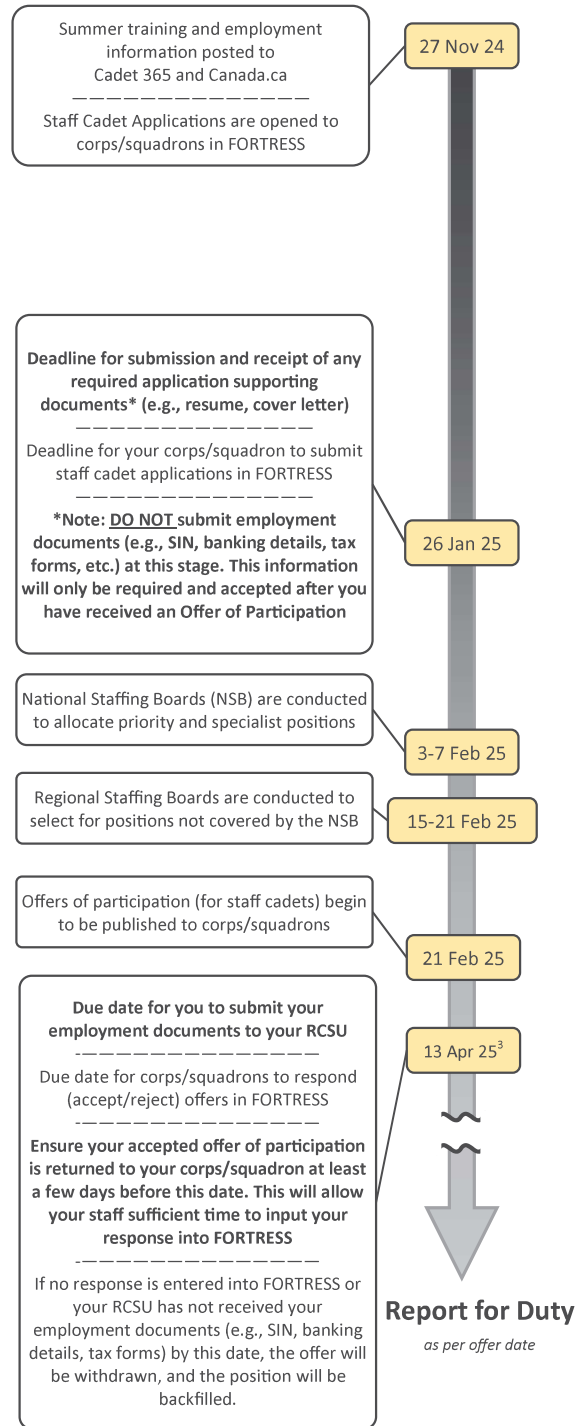 Summer training and employment
information posted to
Cadet 365 and Canada.ca
——————————————
Staff Cadet Applications are opened to
corps/squadrons in FORTRESS
27 Nov 24
Deadline for submission and receipt of any
required application supporting
documents* (e.g., resume, cover letter)
——————————————
Deadline for your corps/squadron to submit
staff cadet applications in FORTRESS
——————————————
*Note: DO NOT submit employment
documents (e.g., SIN, banking details, tax
forms, etc.) at this stage. This information
will only be required and accepted after you
have received an Offer of Participation
26 Jan 25
National Staffing Boards (NSB) are conducted
to allocate priority and specialist positions
3-7 Feb 25
Regional Staffing Boards are conducted to
select for positions not covered by the NSB
15-21 Feb 25
Offers of participation (for staff cadets) begin
to be published to corps/squadrons
21 Feb 25
Due date for you to submit your
employment documents to your RCSU
-——————————————
Due date for corps/squadrons to respond
(accept/reject) offers in FORTRESS
-——————————————
Ensure your accepted offer of participation
is returned to your corps/squadron at least
a few days before this date. This will allow
your staff sufficient time to input your
response into FORTRESS
-——————————————
If no response is entered into FORTRESS or
your RCSU has not received your
employment documents (e.g., SIN, banking
details, tax forms) by this date, the offer will
be withdrawn, and the position will be
backfilled.
13 Apr 25³
Report for Duty
as per offer date